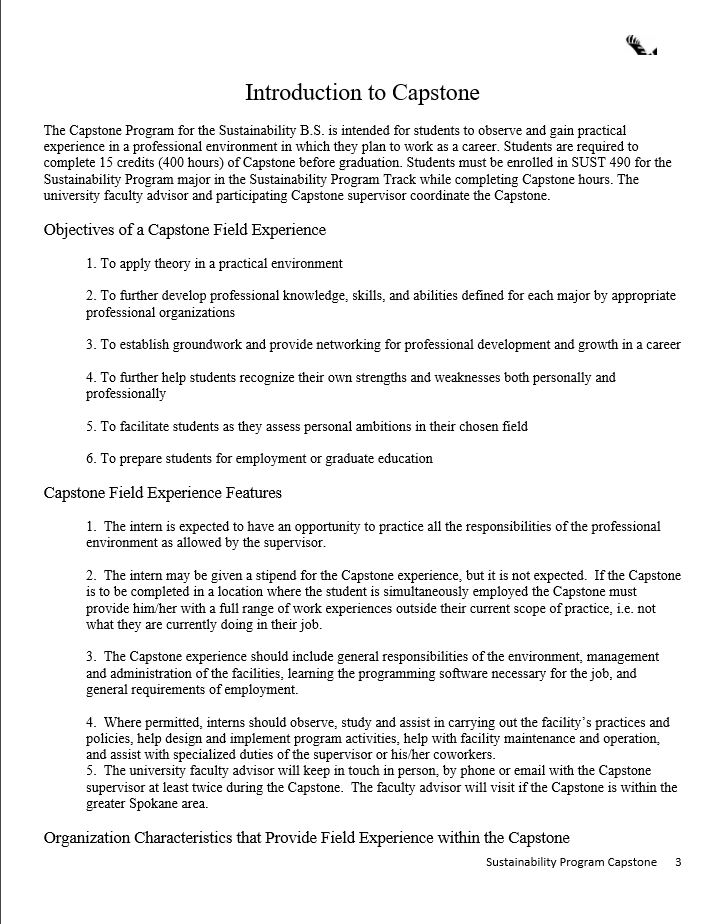 Introduction to Capstone
The Capstone Program for the Sustainability B.S. is intended for students to observe and gain practical
experience in a professional environment in which they plan to work as a career. Students are required to
complete 15 credits (400 hours) of Capstone before graduation. Students must be enrolled in SUST 490 for the
Sustainability Program major in the Sustainability Program Track while completing Capstone hours. The
university faculty advisor and participating Capstone supervisor coordinate the Capstone.
Objectives of a Capstone Field Experience
1. To apply theory in a practical environment
2. To further develop professional knowledge, skills, and abilities defined for each major by appropriate
professional organizations
3. To establish groundwork and provide networking for professional development and growth in a career
4. To further help students recognize their own strengths and weaknesses both personally and
professionally
5. To facilitate students as they assess personal ambitions in their chosen field
6. To prepare students for employment or graduate education
Capstone Field Experience Features
1. The intern is expected to have an opportunity to practice all the responsibilities of the professional
environment as allowed by the supervisor.
2. The intern may be given a stipend for the Capstone experience, but it is not expected. If the Capstone
is to be completed in a location where the student is simultaneously employed the Capstone must
provide him/her with a full range of work experiences outside their current scope of practice, i.e. not
what they are currently doing in their job.
3. The Capstone experience should include general responsibilities of the environment, management
and administration of the facilities, learning the programming software necessary for the job, and
general requirements of employment.
4. Where permitted, interns should observe, study and assist in carrying out the facility’s practices and
policies, help design and implement program activities, help with facility maintenance and operation,
and assist with specialized duties of the supervisor or his/her coworkers.
5. The university faculty advisor will keep in touch in person, by phone or email with the Capstone
supervisor at least twice during the Capstone. The faculty advisor will visit if the Capstone is within the
greater Spokane area.
Organization Characteristics that Provide Field Experience within the Capstone
Sustainability Program Capstone 3